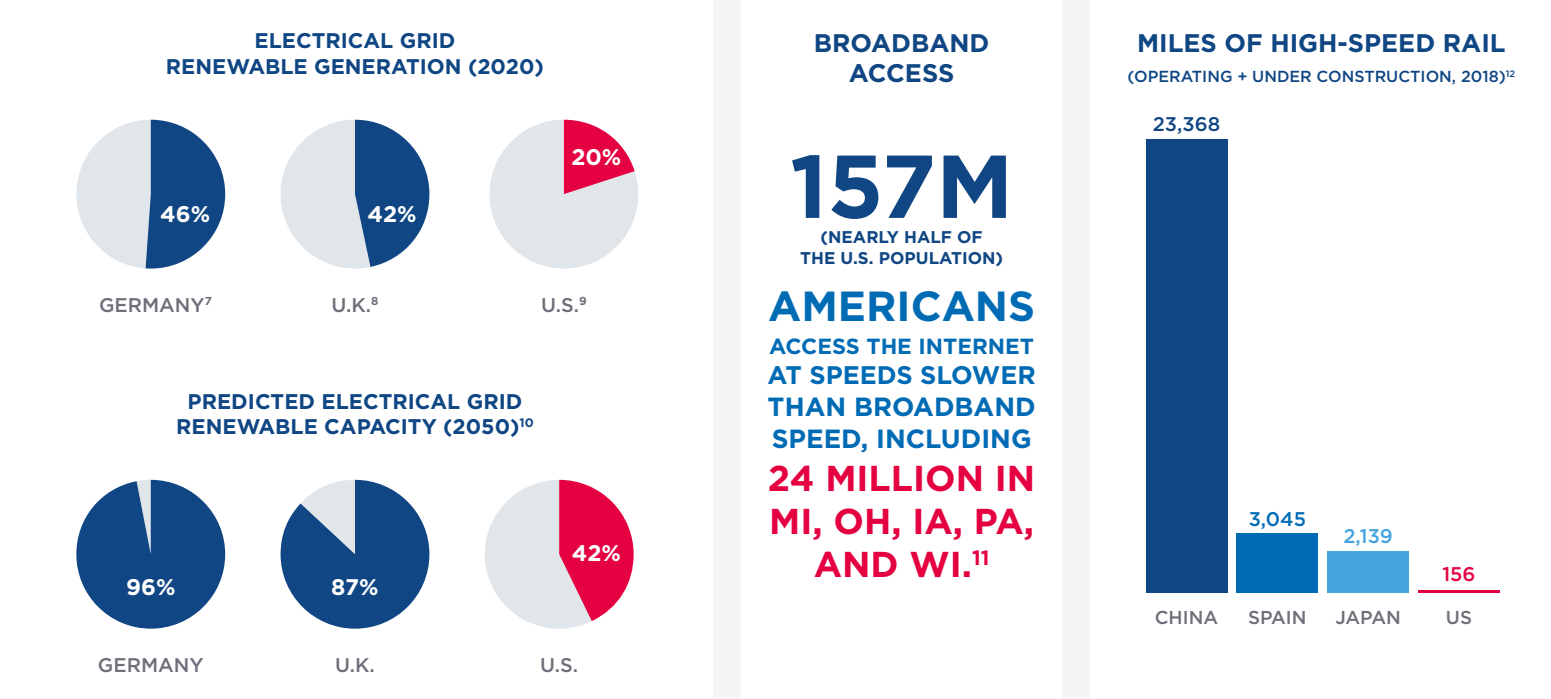 ELECTRICAL GRID
RENEWABLE GENERATION (2020)
46%
42%
20%
GERMANY⁷
U.K.⁸
U.S.⁹
PREDICTED ELECTRICAL GRID
RENEWABLE CAPACITY (2050)¹⁰
96%
87%
42%
GERMANY
U.K.
U.S.
BROADBAND
ACCESS
157M
(NEARLY HALF OF
THE U.S. POPULATION)
AMERICANS
ACCESS THE INTERNET
AT SPEEDS SLOWER
THAN BROADBAND
SPEED, INCLUDING
24 MILLION IN
MI, OH, IA, PA,
AND WI.¹¹
MILES OF HIGH-SPEED RAIL
(OPERATING + UNDER CONSTRUCTION, 2018)¹²
23,368
3,045
2,139
156
CHINA
SPAIN
JAPAN
US